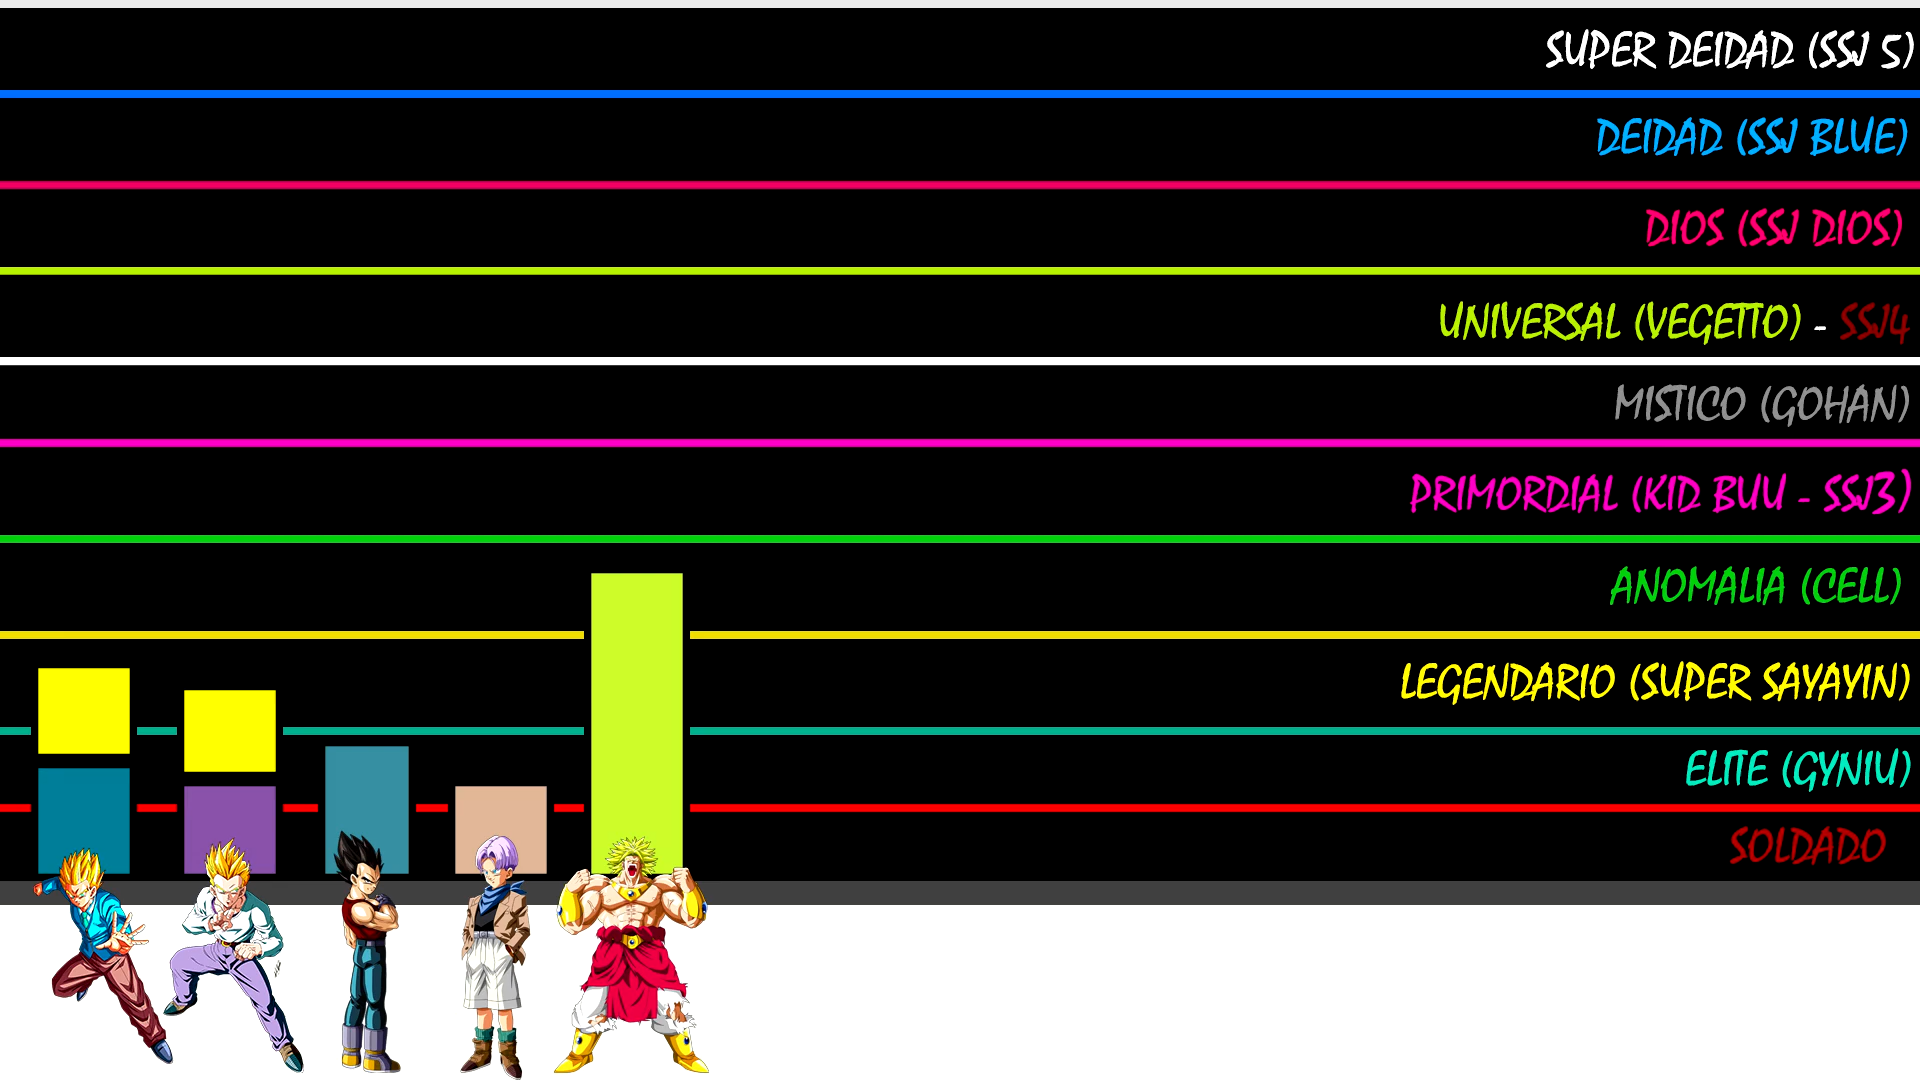 SUPER DEIDAD (SSJ 5)
DEIDAD (SSJ BLUE)
DIOS (SSJ DIOS)
UNIVERSAL (VEGETTO) - SSJ4
MISTICO (GOHAN)
PRIMORDIAL (KID BUU - SSJ3)
ANOMALIA (CELL)
LEGENDARIO (SUPER SAYAYIN)
ELITE (GYNIU)
SOLDADO